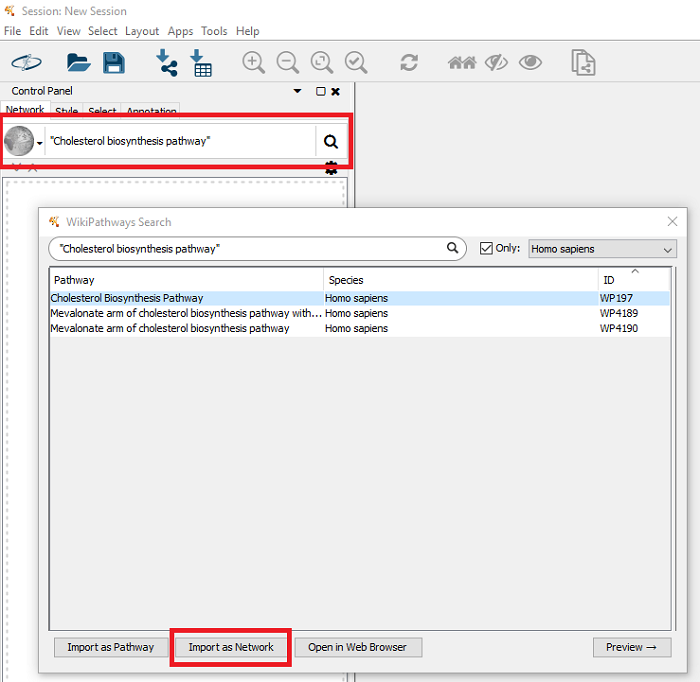 Session: New Session
File Edit View Select Layout Apps Tools Help
Control Panel
Network Style Select Annotation
"Cholesterol biosynthesis pathway"
WikiPathways Search
"Cholesterol biosynthesis pathway" Only: Homo sapiens
Pathway Species ID
Cholesterol Biosynthesis Pathway Homo sapiens WP197
Mevalonate arm of cholesterol biosynthesis pathway with... Homo sapiens WP4189
Mevalonate arm of cholesterol biosynthesis pathway Homo sapiens WP4190
Import as Pathway Import as Network Open in Web Browser Preview →